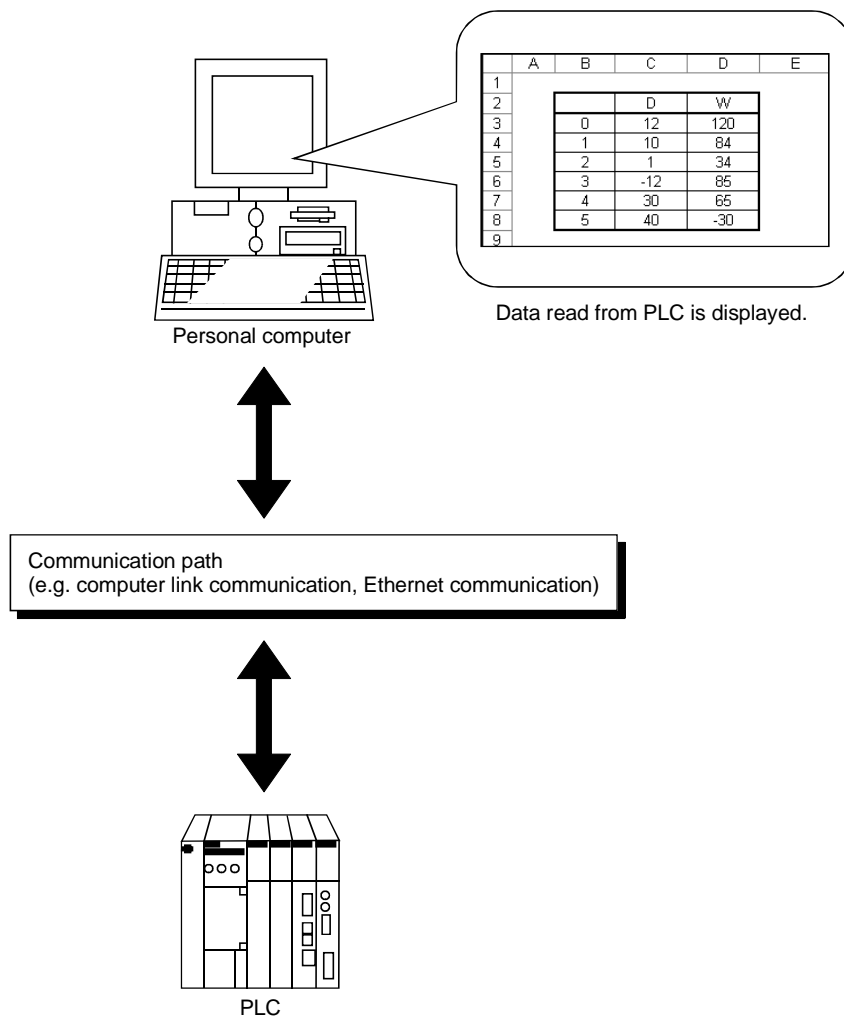 A B C D E
1
2 D W
3 0 12 120
4 1 10 84
5 2 1 34
6 3 -12 85
7 4 30 65
8 5 40 -30
9
Data read from PLC is displayed.
Personal computer
Communication path
(e.g. computer link communication, Ethernet communication)
PLC